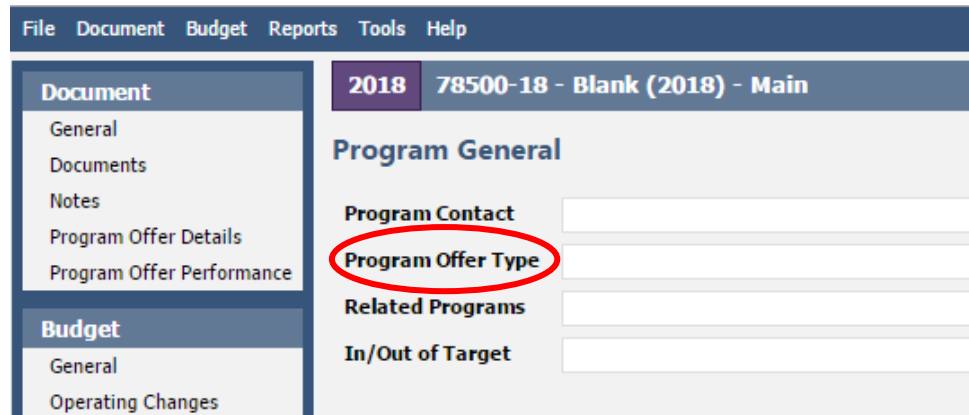 File Document Budget Reports Tools Help
Document
General
Documents
Notes
Program Offer Details
Program Offer Performance
Budget
General
Operating Changes
2018 78500-18 - Blank (2018) - Main
Program General
Program Contact
Program Offer Type
Related Programs
In/Out of Target